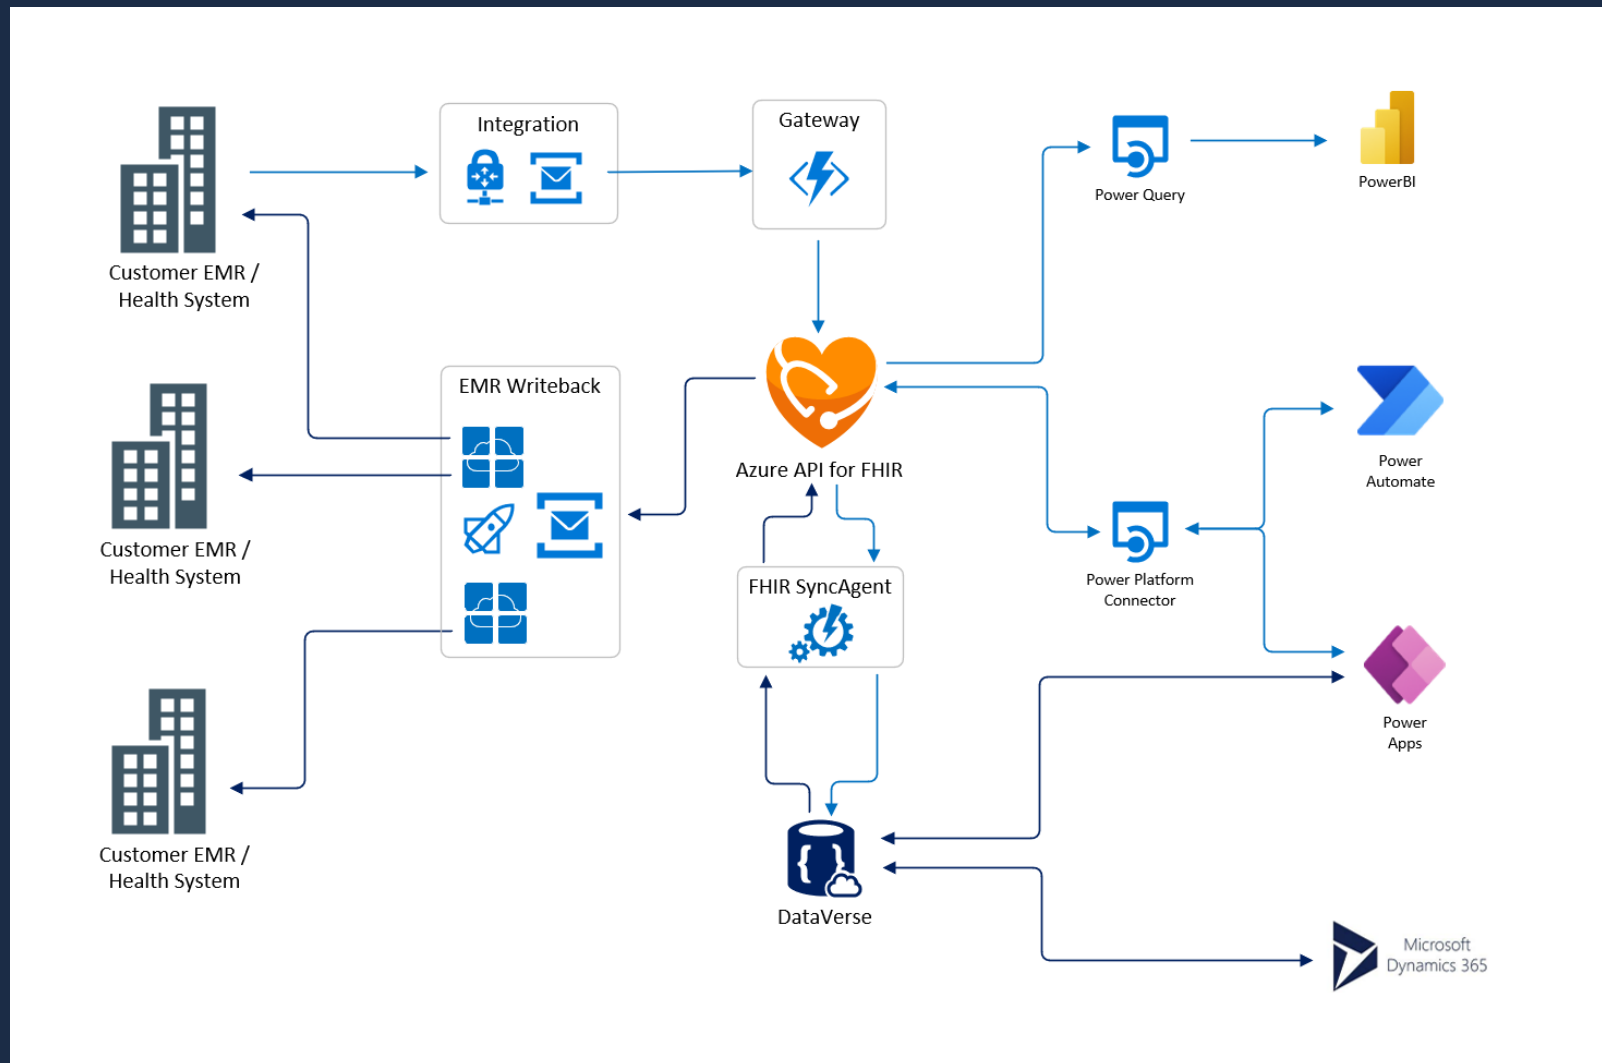 Integration
Gateway
Power Query
PowerBI
Customer EMR /
Health System
EMR Writeback
Azure API for FHIR
Power
Automate
Customer EMR /
Health System
FHIR SyncAgent
Power Platform
Connector
Power
Apps
Customer EMR /
Health System
{ }
DataVerse
Microsoft
Dynamics 365